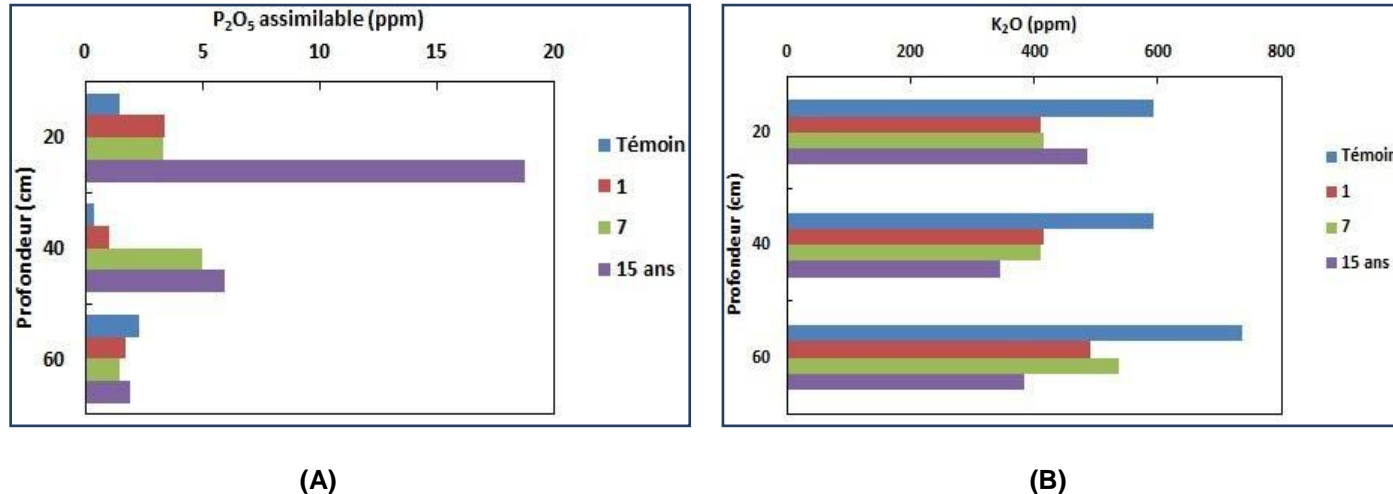 P₂O₅ assimilable (ppm)
0 5 10 15 20
Profondeur (cm)
20
40
60
Témoin
1
7
15 ans
(A)
K₂O (ppm)
0 200 400 600 800
Profondeur (cm)
20
40
60
Témoin
1
7
15 ans
(B)